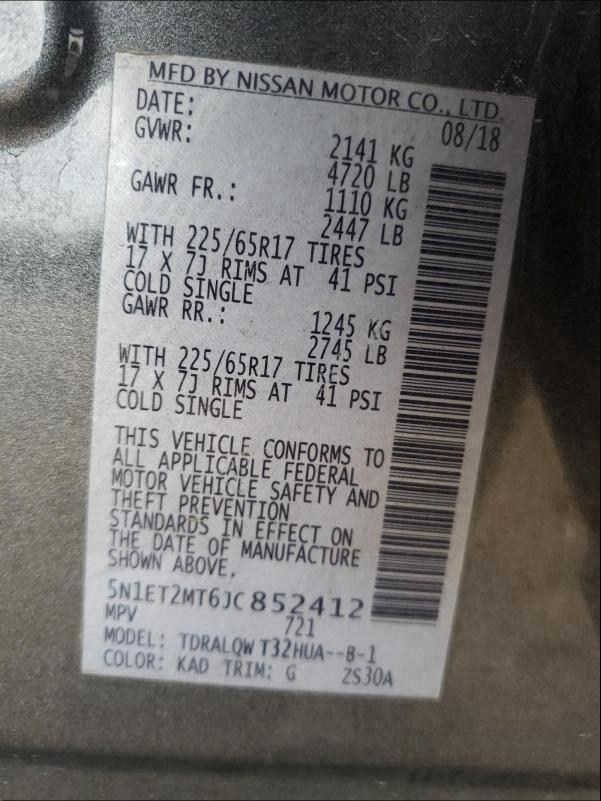 MFD BY NISSAN MOTOR CO., LTD.
DATE: 08/18
GVWR: 2141 KG
4720 LB
GAWR FR.: 1110 KG
2447 LB
WITH 225/65R17 TIRES
17 X 7J RIMS AT 41 PSI
COLD SINGLE
GAWR RR.: 1245 KG
2745 LB
WITH 225/65R17 TIRES
17 X 7J RIMS AT 41 PSI
COLD SINGLE
THIS VEHICLE CONFORMS TO
ALL APPLICABLE FEDERAL
MOTOR VEHICLE SAFETY AND
THEFT PREVENTION
STANDARDS IN EFFECT ON
THE DATE OF MANUFACTURE
SHOWN ABOVE.
5N1ET2MT6JC852412
MPV 721
MODEL: TDRALQW T32HUA--B-1
COLOR: KAD TRIM: G ZS30A